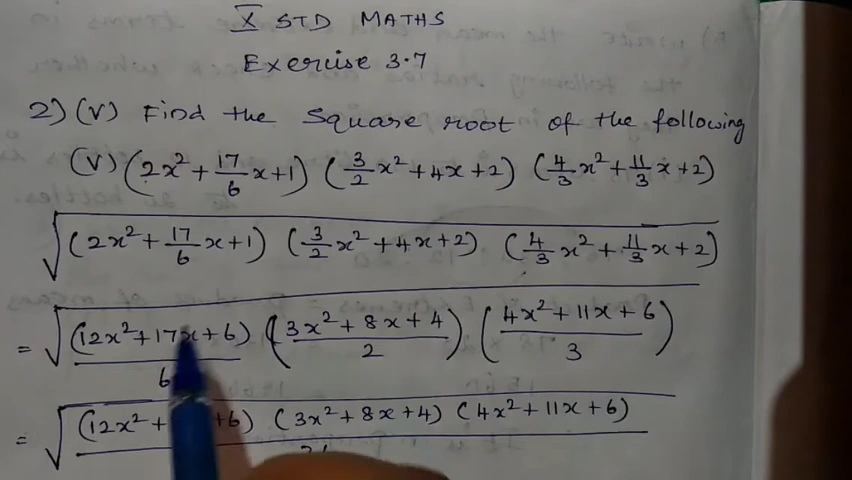 X STD MATHS
Exercise 3.7
2) (V) Find the square root of the following
(V) (2x² + 17/6 x + 1) (3/2 x² + 4x + 2) (4/3 x² + 11/3 x + 2)
√(2x² + 17/6 x + 1) (3/2 x² + 4x + 2) (4/3 x² + 11/3 x + 2)
= √(12x² + 17x + 6)/6 (3x² + 8x + 4 / 2) (4x² + 11x + 6 / 3)
= √(12x² + + 6) (3x² + 8x + 4) (4x² + 11x + 6)